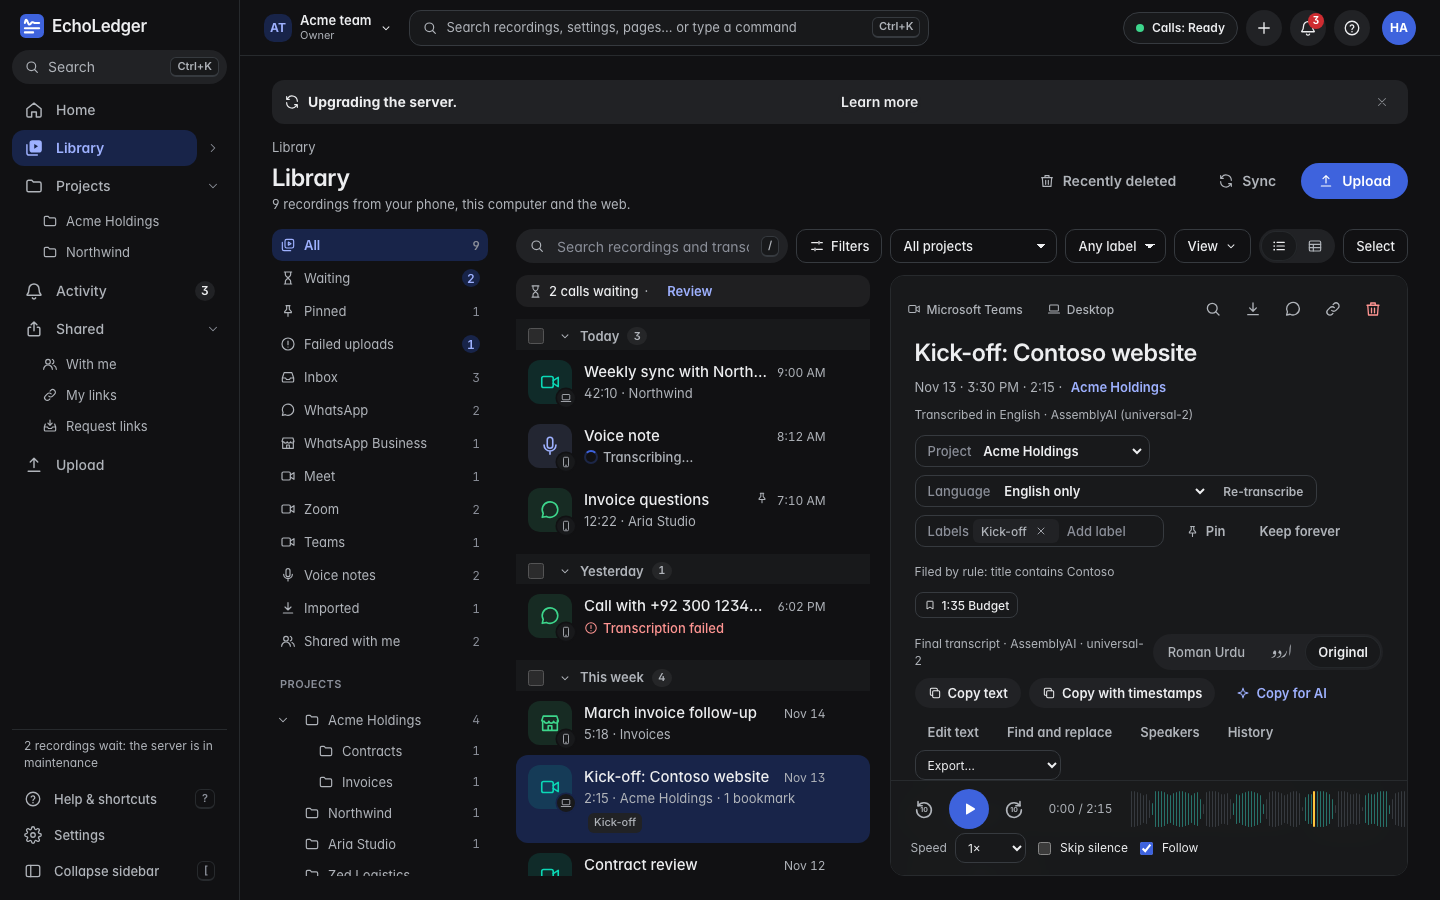 EchoLedger
Search Ctrl+K
Home
Library
Projects
Acme Holdings
Northwind
Activity 3
Shared
With me
My links
Request links
Upload
2 recordings wait: the server is in
maintenance
Help & shortcuts ?
Settings
Collapse sidebar [
AT Acme team
Owner
Search recordings, settings, pages... or type a command Ctrl+K
Calls: Ready
3
HA
Upgrading the server. Learn more
Library
Library
9 recordings from your phone, this computer and the web.
Recently deleted Sync Upload
All 9
Waiting 2
Pinned 1
Failed uploads 1
Inbox 3
WhatsApp 2
WhatsApp Business 1
Meet 1
Zoom 2
Teams 1
Voice notes 2
Imported 1
Shared with me 2
PROJECTS
Acme Holdings 4
Contracts 1
Invoices 1
Northwind 1
Aria Studio 1
Zed Logistics
Search recordings and transc /
Filters All projects Any label View Select
2 calls waiting · Review
Today 3
Weekly sync with North... 9:00 AM
42:10 · Northwind
Voice note 8:12 AM
Transcribing...
Invoice questions 7:10 AM
12:22 · Aria Studio
Yesterday 1
Call with +92 300 1234... 6:02 PM
Transcription failed
This week 4
March invoice follow-up Nov 14
5:18 · Invoices
Kick-off: Contoso website Nov 13
2:15 · Acme Holdings · 1 bookmark
Kick-off
Contract review Nov 12
Microsoft Teams Desktop
Kick-off: Contoso website
Nov 13 · 3:30 PM · 2:15 · Acme Holdings
Transcribed in English · AssemblyAI (universal-2)
Project Acme Holdings
Language English only Re-transcribe
Labels Kick-off × Add label Pin Keep forever
Filed by rule: title contains Contoso
1:35 Budget
Final transcript · AssemblyAI · universal-
2
Roman Urdu اردو Original
Copy text Copy with timestamps Copy for AI
Edit text Find and replace Speakers History
Export...
10 10 0:00 / 2:15
Speed 1× Skip silence Follow